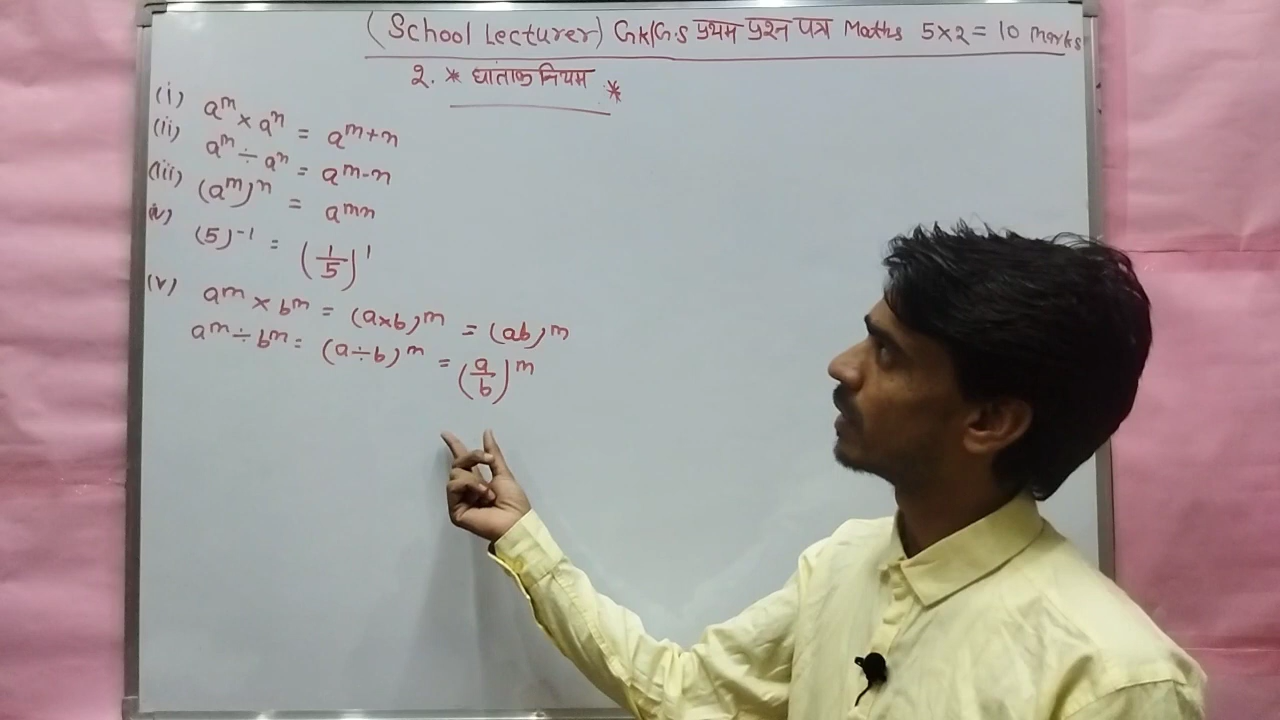 (School Lecturer) GK/G.S प्रथम प्रश्न पत्र Maths 5×2 = 10 Marks
2. * घांताक नियम *
(i) a^m × a^n = a^m+n
(ii) a^m ÷ a^n = a^m-n
(iii) (a^m)^n = a^mn
iv) (5)^-1 = (1/5)^1
(v) a^m × b^m = (a×b)^m = (ab)^m
a^m ÷ b^m = (a÷b)^m = (a/b)^m